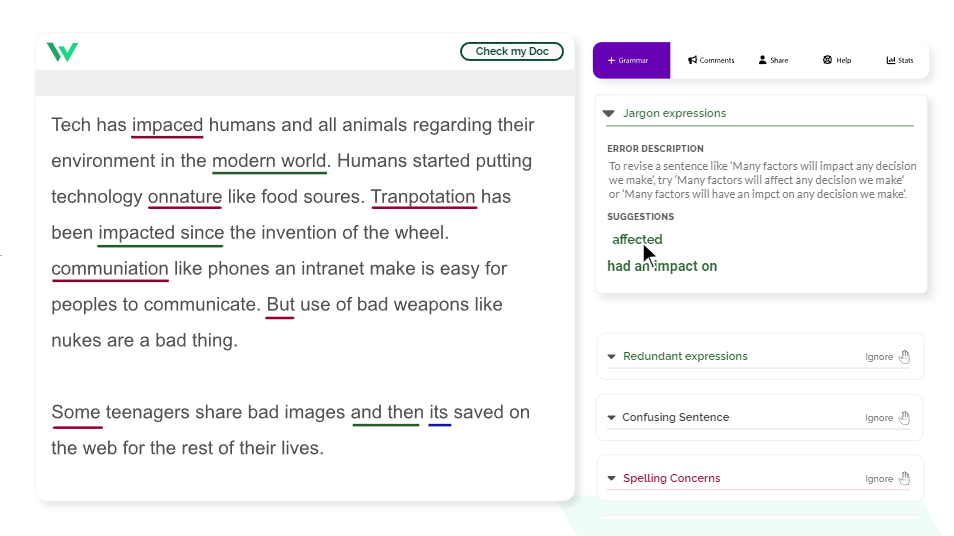 Check my Doc
Grammar
Comments
Share
Help
Stats
Tech has impaced humans and all animals regarding their
environment in the modern world. Humans started putting
technology onnature like food soures. Tranpotation has
been impacted since the invention of the wheel.
communiation like phones an intranet make is easy for
peoples to communicate. But use of bad weapons like
nukes are a bad thing.
Some teenagers share bad images and then its saved on
the web for the rest of their lives.
Jargon expressions
ERROR DESCRIPTION
To revise a sentence like ‘Many factors will impact any decision
we make’, try ‘Many factors will affect any decision we make’
or ‘Many factors will have an impct on any decision we make’.
SUGGESTIONS
affected
had an impact on
Redundant expressions
Ignore
Confusing Sentence
Ignore
Spelling Concerns
Ignore